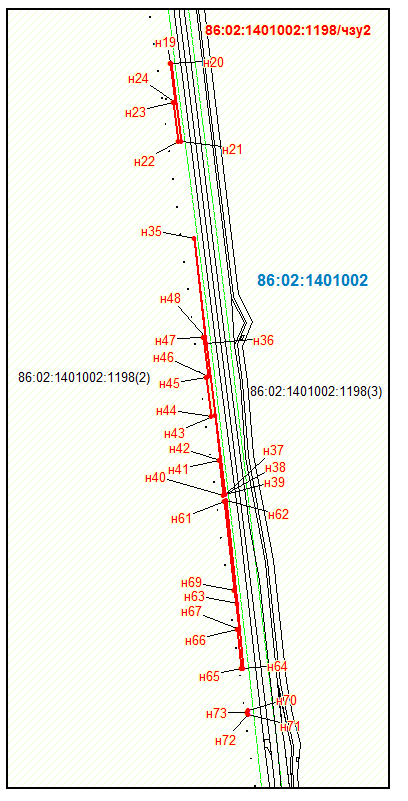 86:02:1401002:1198/чзу2
н19
н20
н24
н23
н22
н21
н35
86:02:1401002
н48
н47
н36
н46
86:02:1401002:1198(2)
н45
86:02:1401002:1198(3)
н44
н43
н42
н37
н41
н38
н40
н39
н61
н62
н69
н63
н67
н66
н64
н65
н70
н73
н71
н72